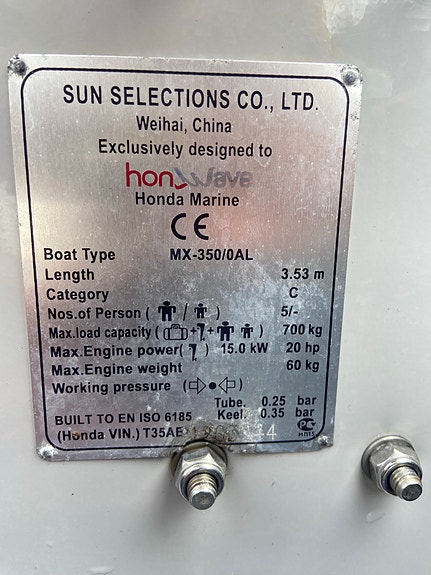 SUN SELECTIONS CO., LTD.
Weihai, China
Exclusively designed to
honwave
Honda Marine
CE
Boat Type MX-350/0AL
Length 3.53 m
Category C
Nos.of Person ( / ) 5/-
Max.load capacity ( + + ) 700 kg
Max.Engine power( ) 15.0 kW 20 hp
Max.Engine weight 60 kg
Working pressure ( )
Tube. 0.25 bar
Keel. 0.35 bar
BUILT TO EN ISO 6185
(Honda VIN.) T35AE